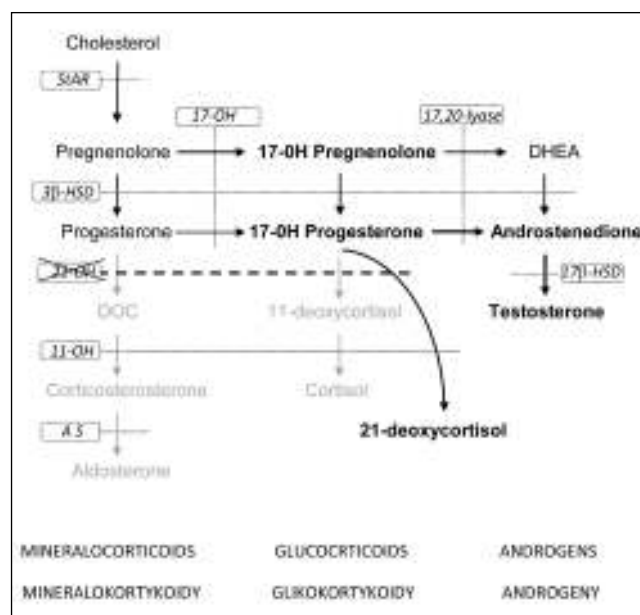 Cholesterol
StAR
17-OH
17,20-lyase
Pregnenolone 17-0H Pregnenolone DHEA
3β-HSD
Progesterone 17-0H Progesterone Androstenedione
21-OH 17β-HSD
DOC 11-deoxycortisol Testosterone
11-OH
Corticosterosterone Cortisol
21-deoxycortisol
A S
Aldosterone
MINERALOCORTICOIDS GLUCOCRTICOIDS ANDROGENS
MINERALOKORTYKOIDY GLIKOKORTYKOIDY ANDROGENY